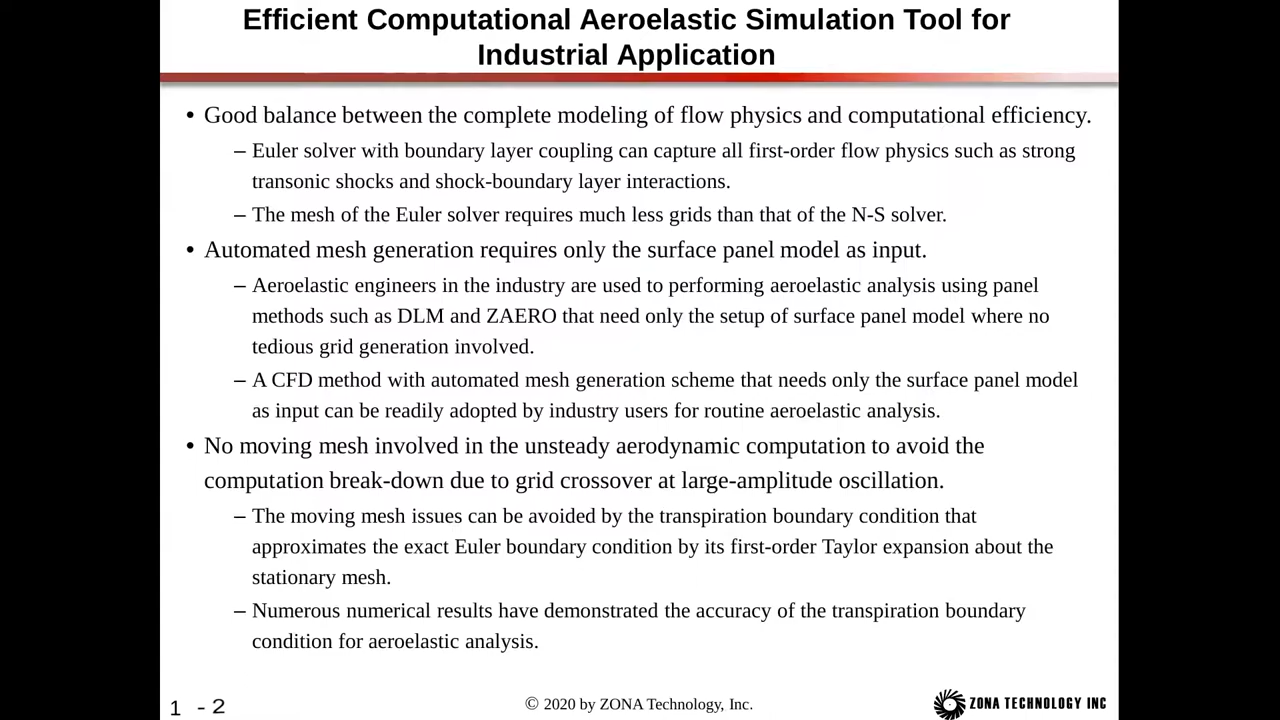 Efficient Computational Aeroelastic Simulation Tool for
Industrial Application
• Good balance between the complete modeling of flow physics and computational efficiency.
– Euler solver with boundary layer coupling can capture all first-order flow physics such as strong
transonic shocks and shock-boundary layer interactions.
– The mesh of the Euler solver requires much less grids than that of the N-S solver.
• Automated mesh generation requires only the surface panel model as input.
– Aeroelastic engineers in the industry are used to performing aeroelastic analysis using panel
methods such as DLM and ZAERO that need only the setup of surface panel model where no
tedious grid generation involved.
– A CFD method with automated mesh generation scheme that needs only the surface panel model
as input can be readily adopted by industry users for routine aeroelastic analysis.
• No moving mesh involved in the unsteady aerodynamic computation to avoid the
computation break-down due to grid crossover at large-amplitude oscillation.
– The moving mesh issues can be avoided by the transpiration boundary condition that
approximates the exact Euler boundary condition by its first-order Taylor expansion about the
stationary mesh.
– Numerous numerical results have demonstrated the accuracy of the transpiration boundary
condition for aeroelastic analysis.
1 - 2
© 2020 by ZONA Technology, Inc.
ZONA TECHNOLOGY INC